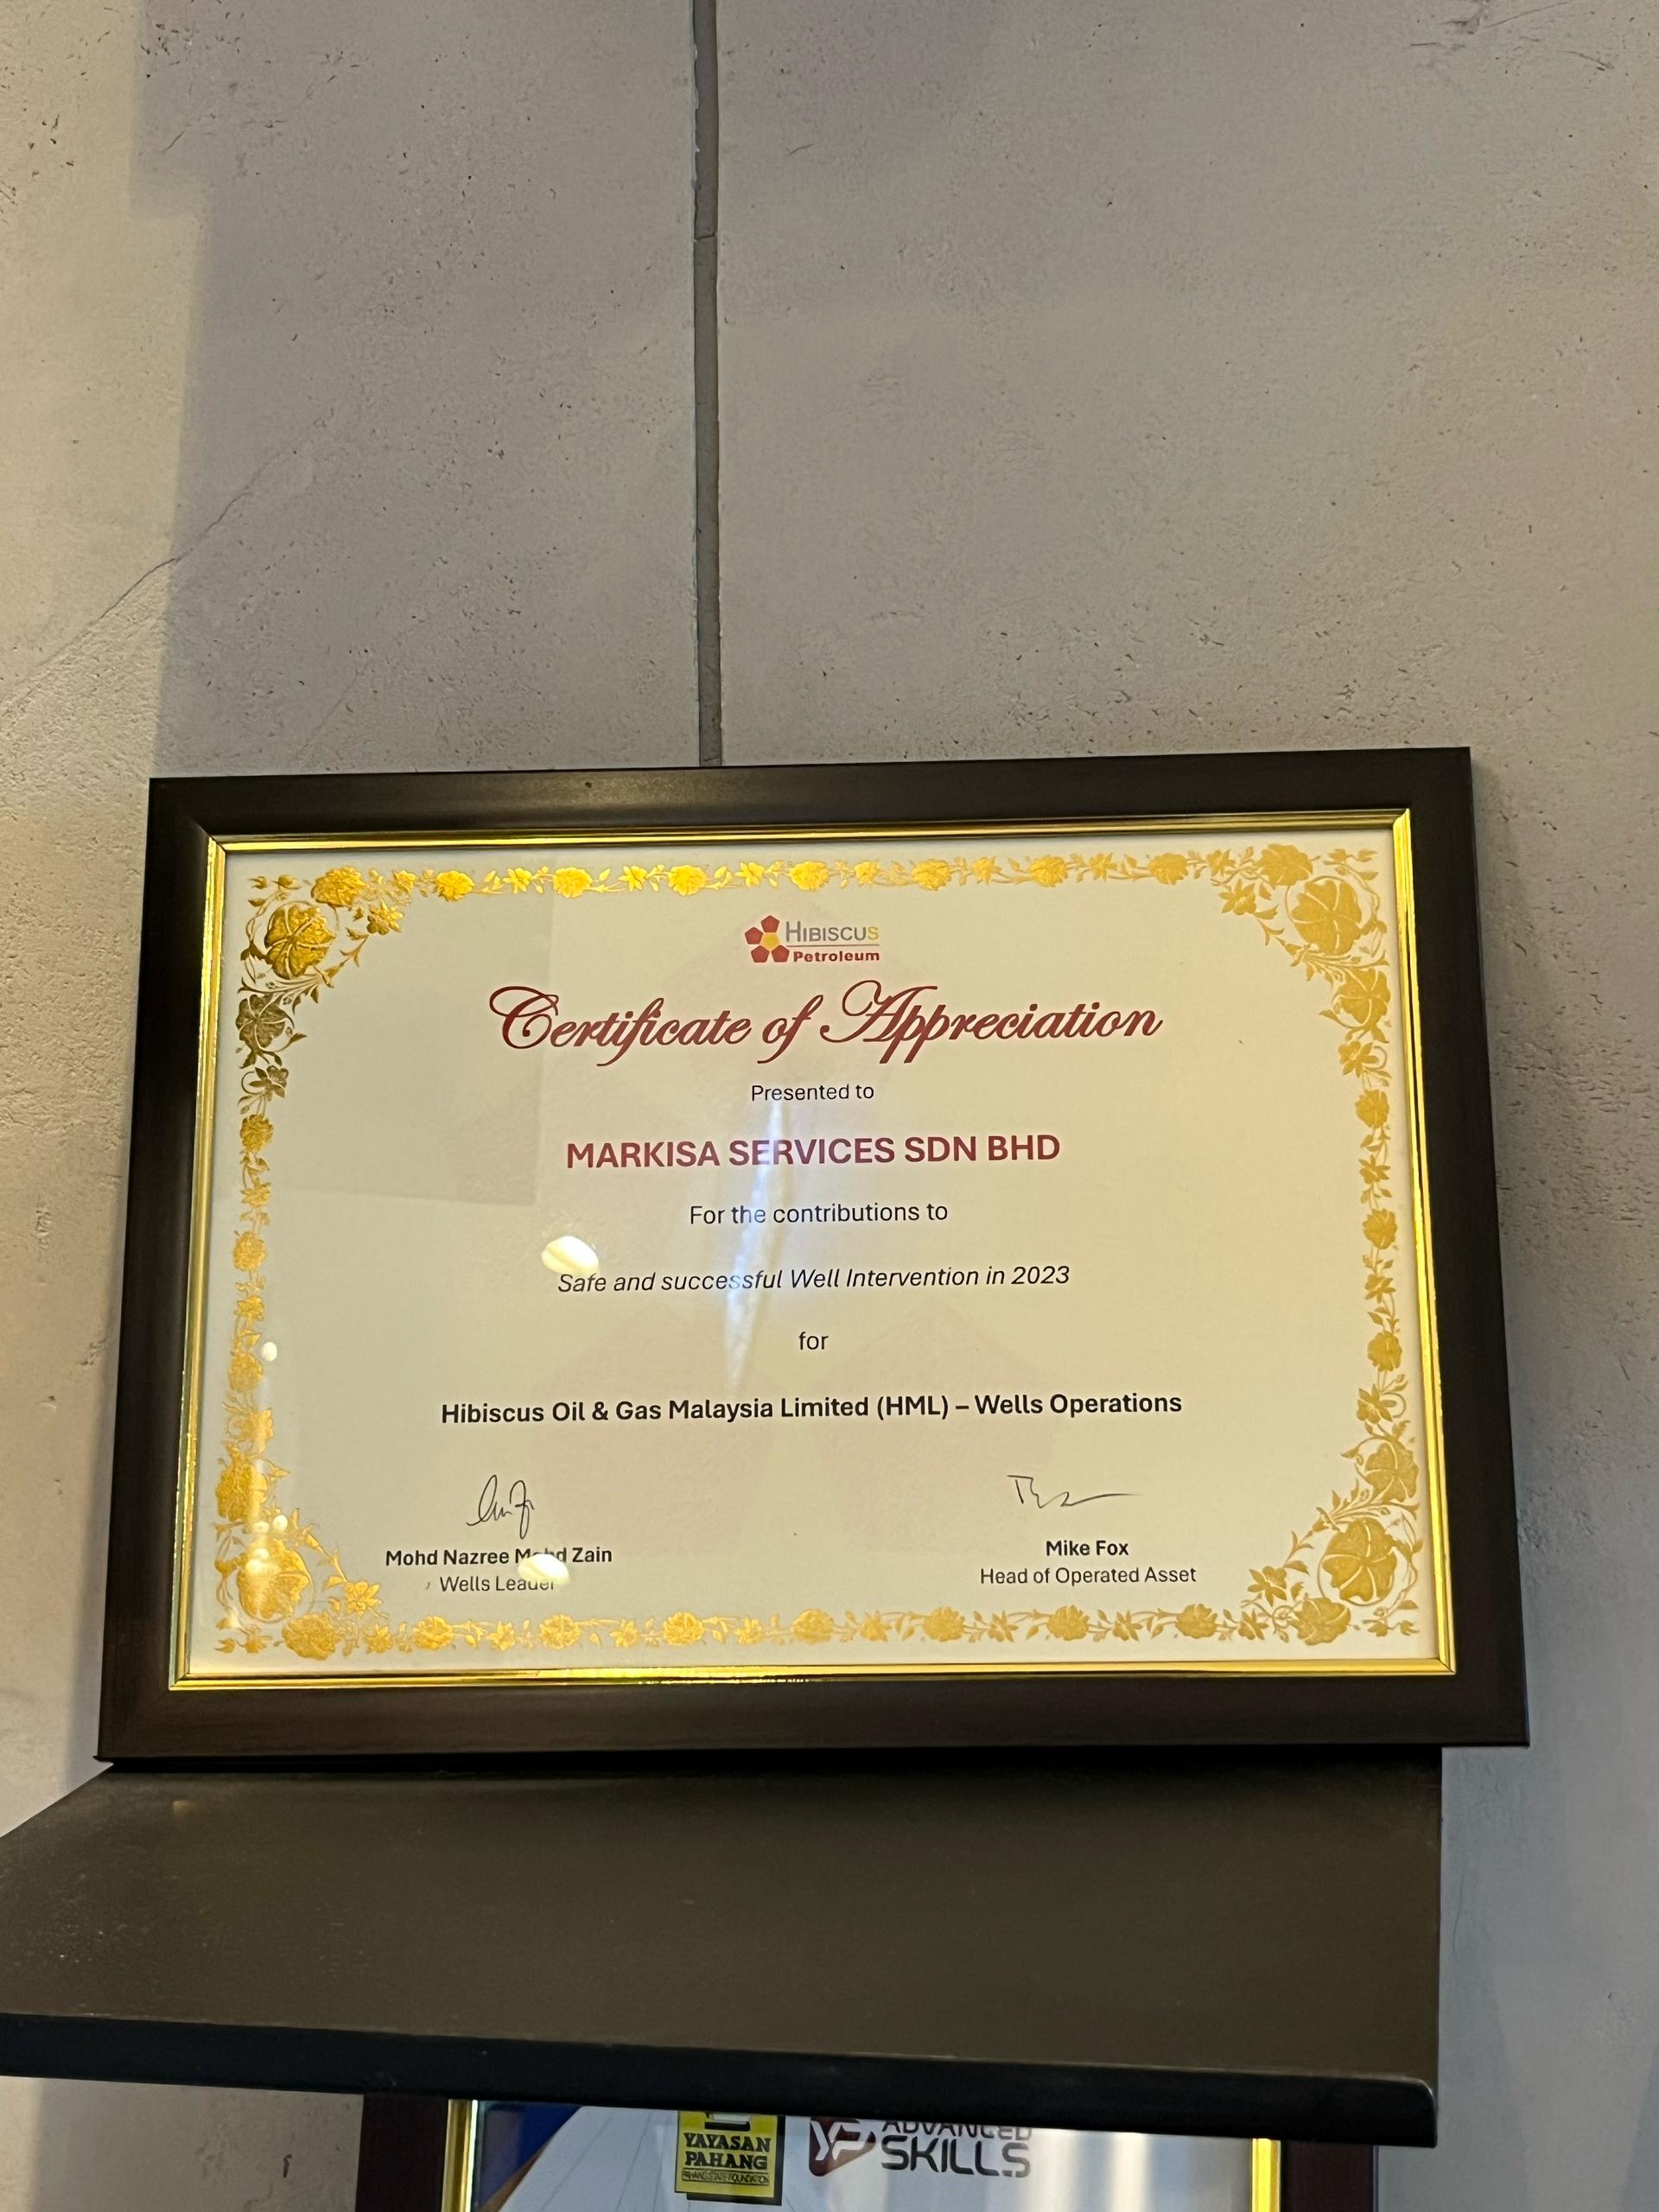 HIBISCUS
Petroleum
Certificate of Appreciation
Presented to
MARKISA SERVICES SDN BHD
For the contributions to
Safe and successful Well Intervention in 2023
for
Hibiscus Oil & Gas Malaysia Limited (HML) – Wells Operations
Mohd Nazree Mohd Zain
Wells Leader
Mike Fox
Head of Operated Asset
YAYASAN
PAHANG
ADVANCED
SKILLS